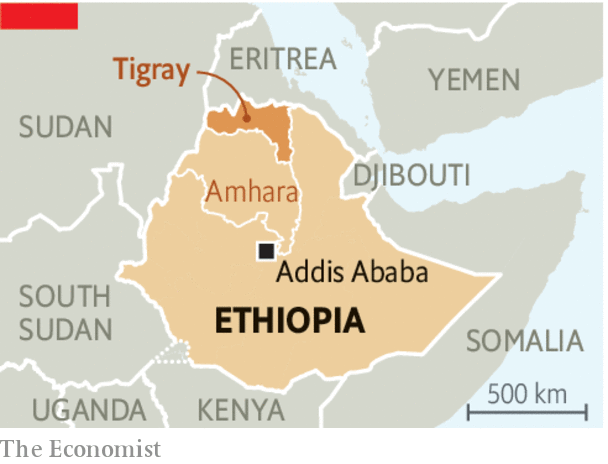 ERITREA
Tigray
YEMEN
SUDAN
DJIBOUTI
Amhara
Addis Ababa
SOUTH
SUDAN
ETHIOPIA
SOMALIA
500 km
UGANDA
KENYA
The Economist